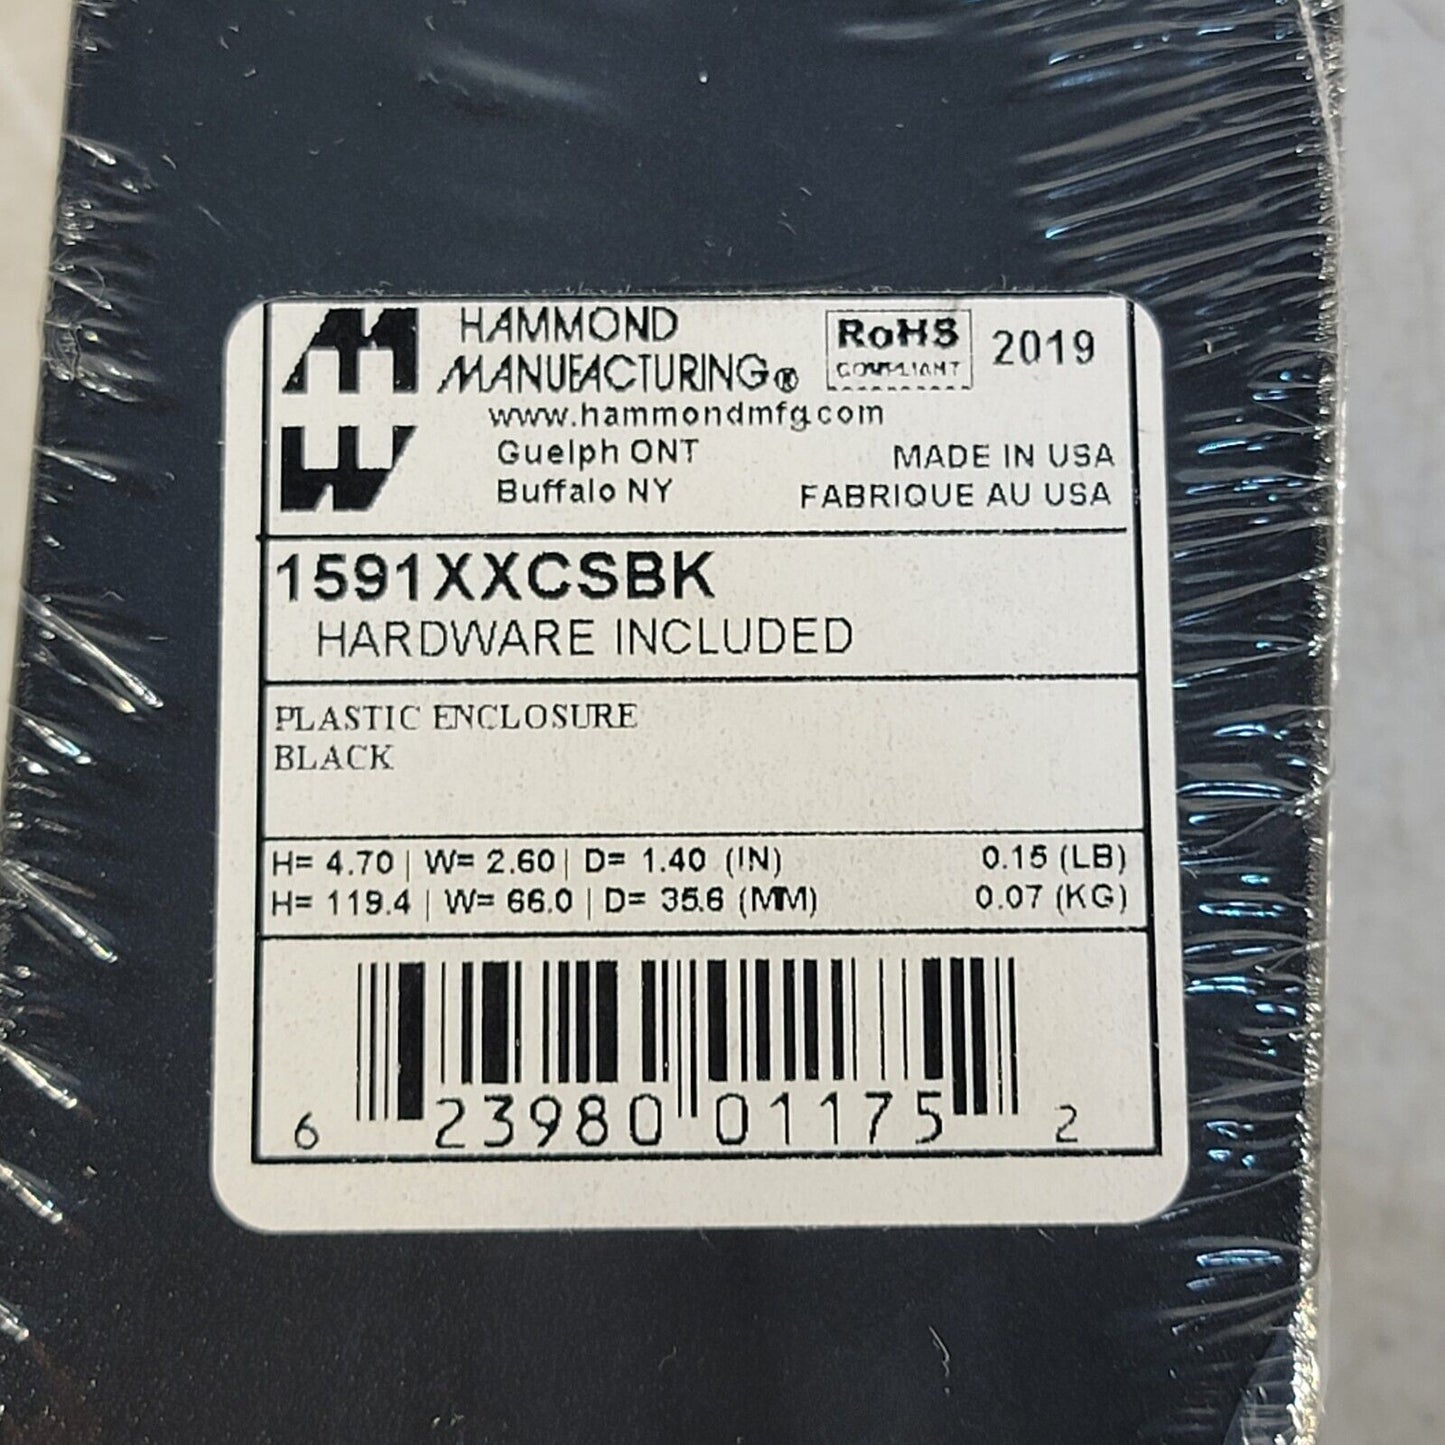 HAMMOND
MANUFACTURING®
RoHS
COMPLIANT
2019
www.hammondmfg.com
Guelph ONT
Buffalo NY
MADE IN USA
FABRIQUE AU USA
1591XXCSBK
HARDWARE INCLUDED
PLASTIC ENCLOSURE
BLACK
H= 4.70 | W= 2.60 | D= 1.40 (IN) 0.15 (LB)
H= 119.4 | W= 66.0 | D= 35.6 (MM) 0.07 (KG)
6 23980 01175 2